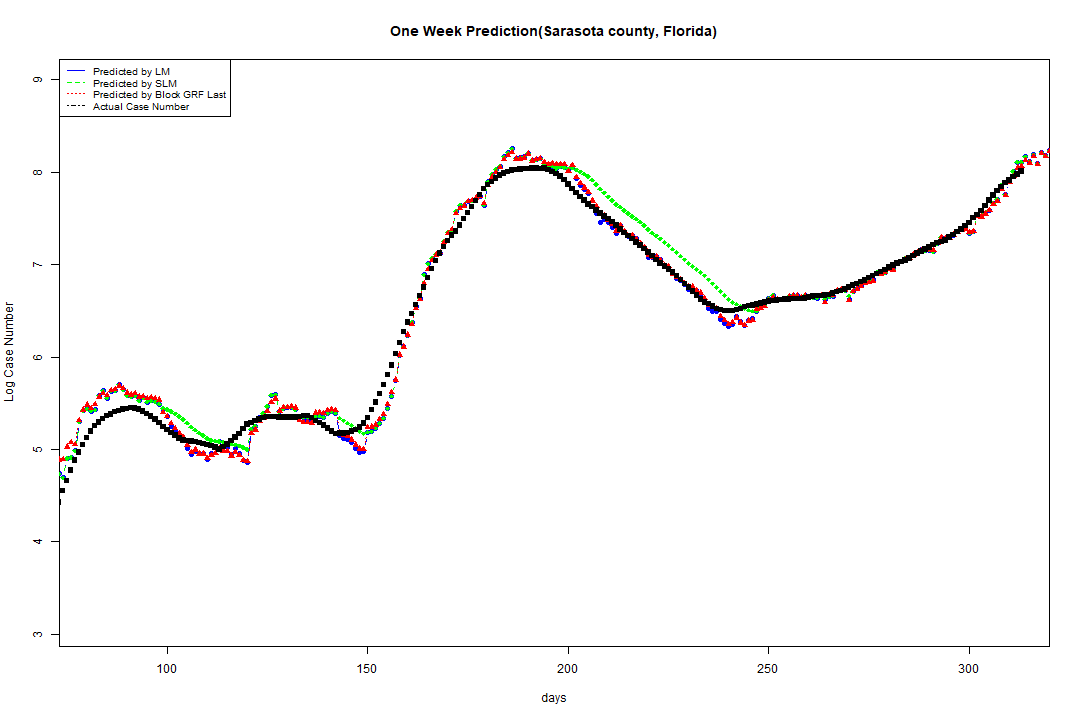 One Week Prediction(Sarasota county, Florida)
Predicted by LM
Predicted by SLM
Predicted by Block GRF Last
Actual Case Number
9
8
7
6
5
4
3
Log Case Number
100 150 200 250 300
days